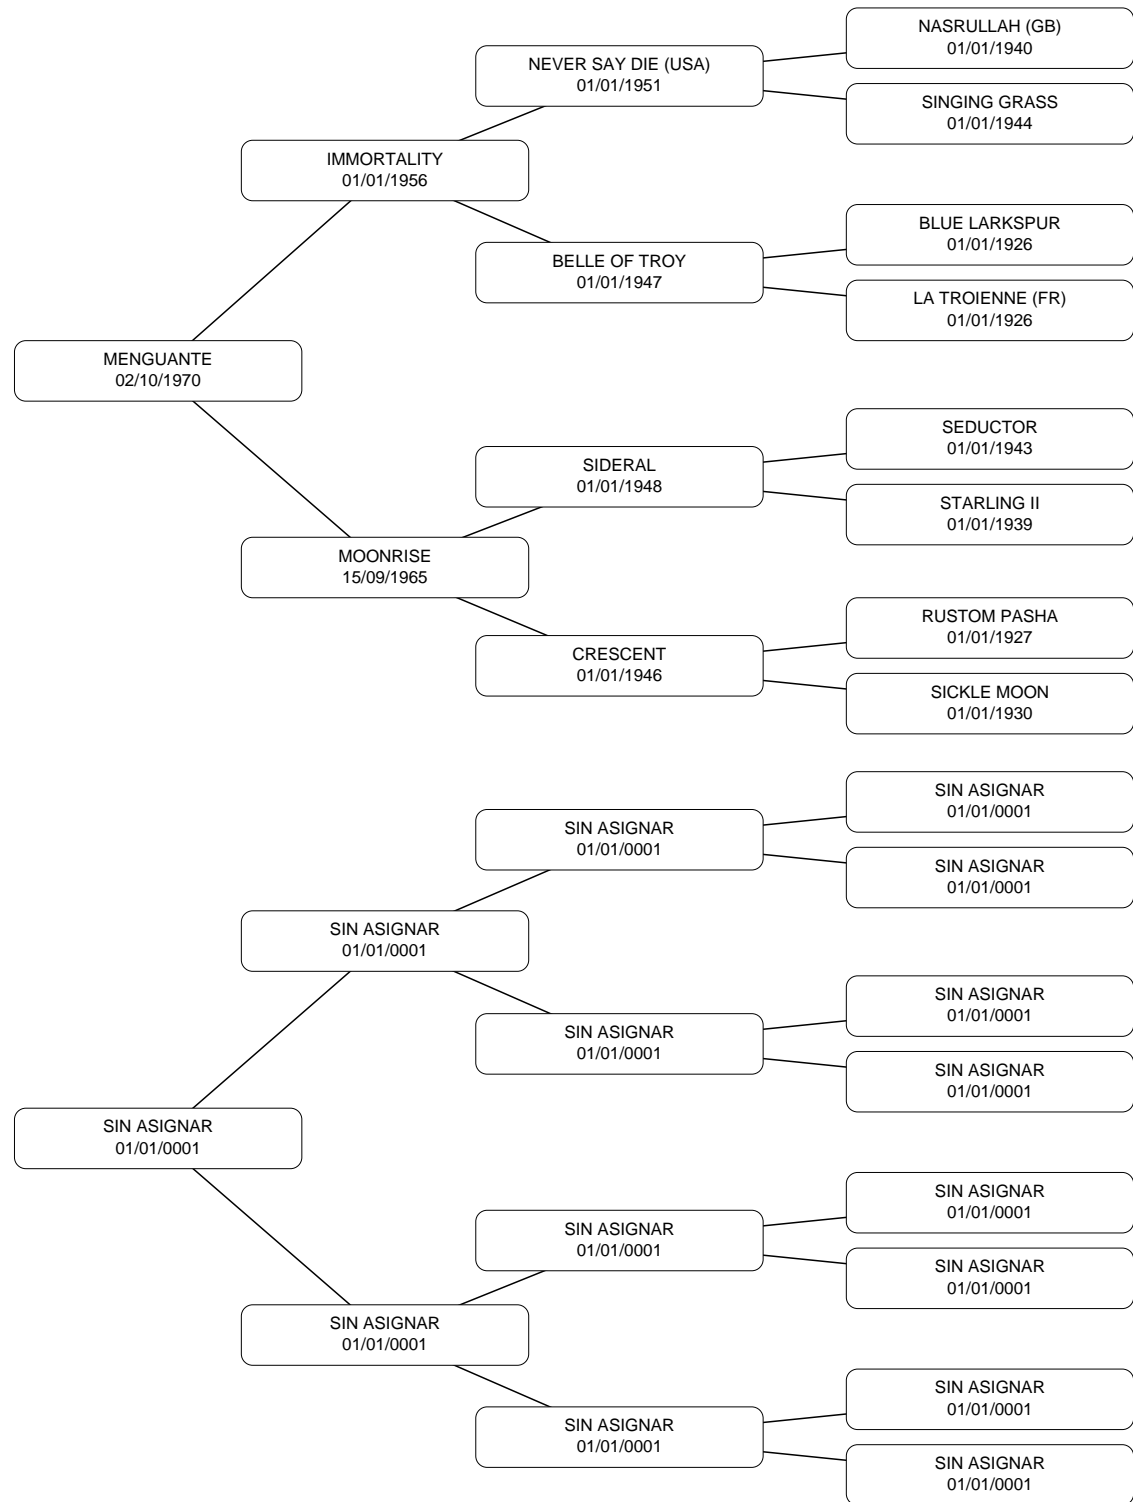 NASRULLAH (GB)
01/01/1940
NEVER SAY DIE (USA)
01/01/1951
SINGING GRASS
01/01/1944
IMMORTALITY
01/01/1956
BLUE LARKSPUR
01/01/1926
BELLE OF TROY
01/01/1947
LA TROIENNE (FR)
01/01/1926
MENGUANTE
02/10/1970
SEDUCTOR
01/01/1943
SIDERAL
01/01/1948
STARLING II
01/01/1939
MOONRISE
15/09/1965
RUSTOM PASHA
01/01/1927
CRESCENT
01/01/1946
SICKLE MOON
01/01/1930
SIN ASIGNAR
01/01/0001
SIN ASIGNAR
01/01/0001
SIN ASIGNAR
01/01/0001
SIN ASIGNAR
01/01/0001
SIN ASIGNAR
01/01/0001
SIN ASIGNAR
01/01/0001
SIN ASIGNAR
01/01/0001
SIN ASIGNAR
01/01/0001
SIN ASIGNAR
01/01/0001
SIN ASIGNAR
01/01/0001
SIN ASIGNAR
01/01/0001
SIN ASIGNAR
01/01/0001
SIN ASIGNAR
01/01/0001
SIN ASIGNAR
01/01/0001
SIN ASIGNAR
01/01/0001